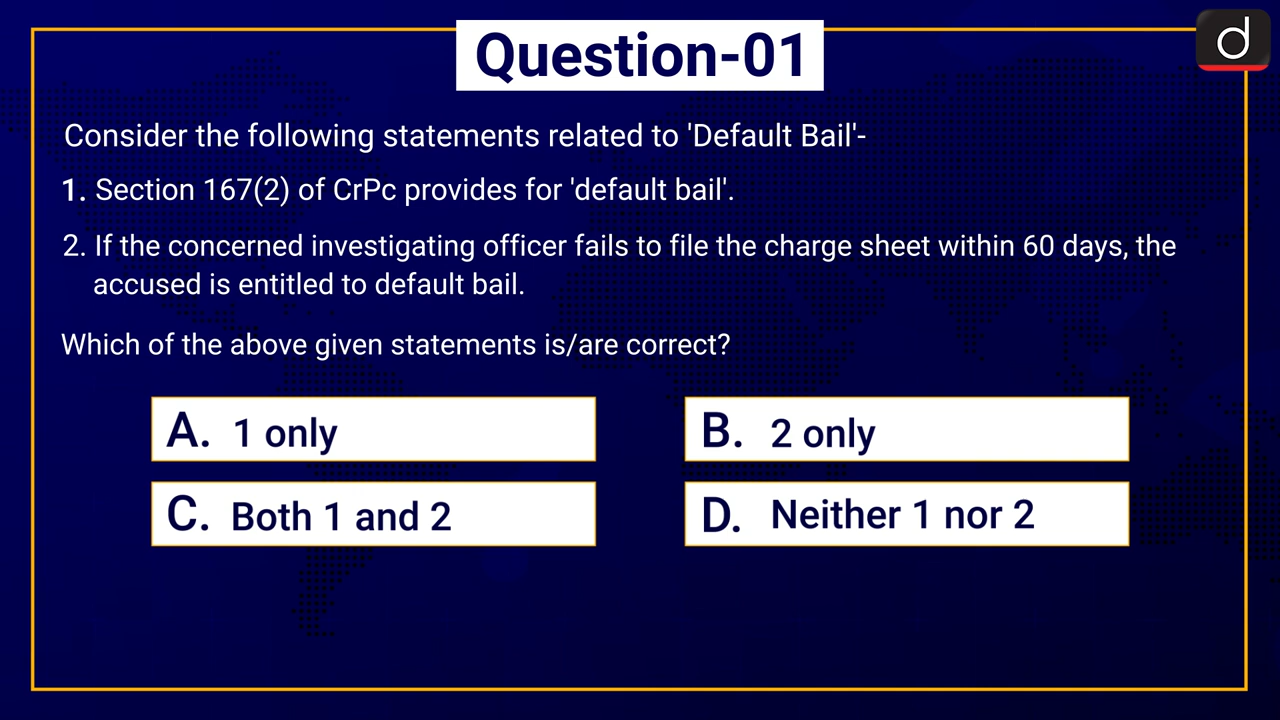 Question-01
d
Consider the following statements related to 'Default Bail'-
1. Section 167(2) of CrPc provides for 'default bail'.
2. If the concerned investigating officer fails to file the charge sheet within 60 days, the
accused is entitled to default bail.
Which of the above given statements is/are correct?
A. 1 only
B. 2 only
C. Both 1 and 2
D. Neither 1 nor 2